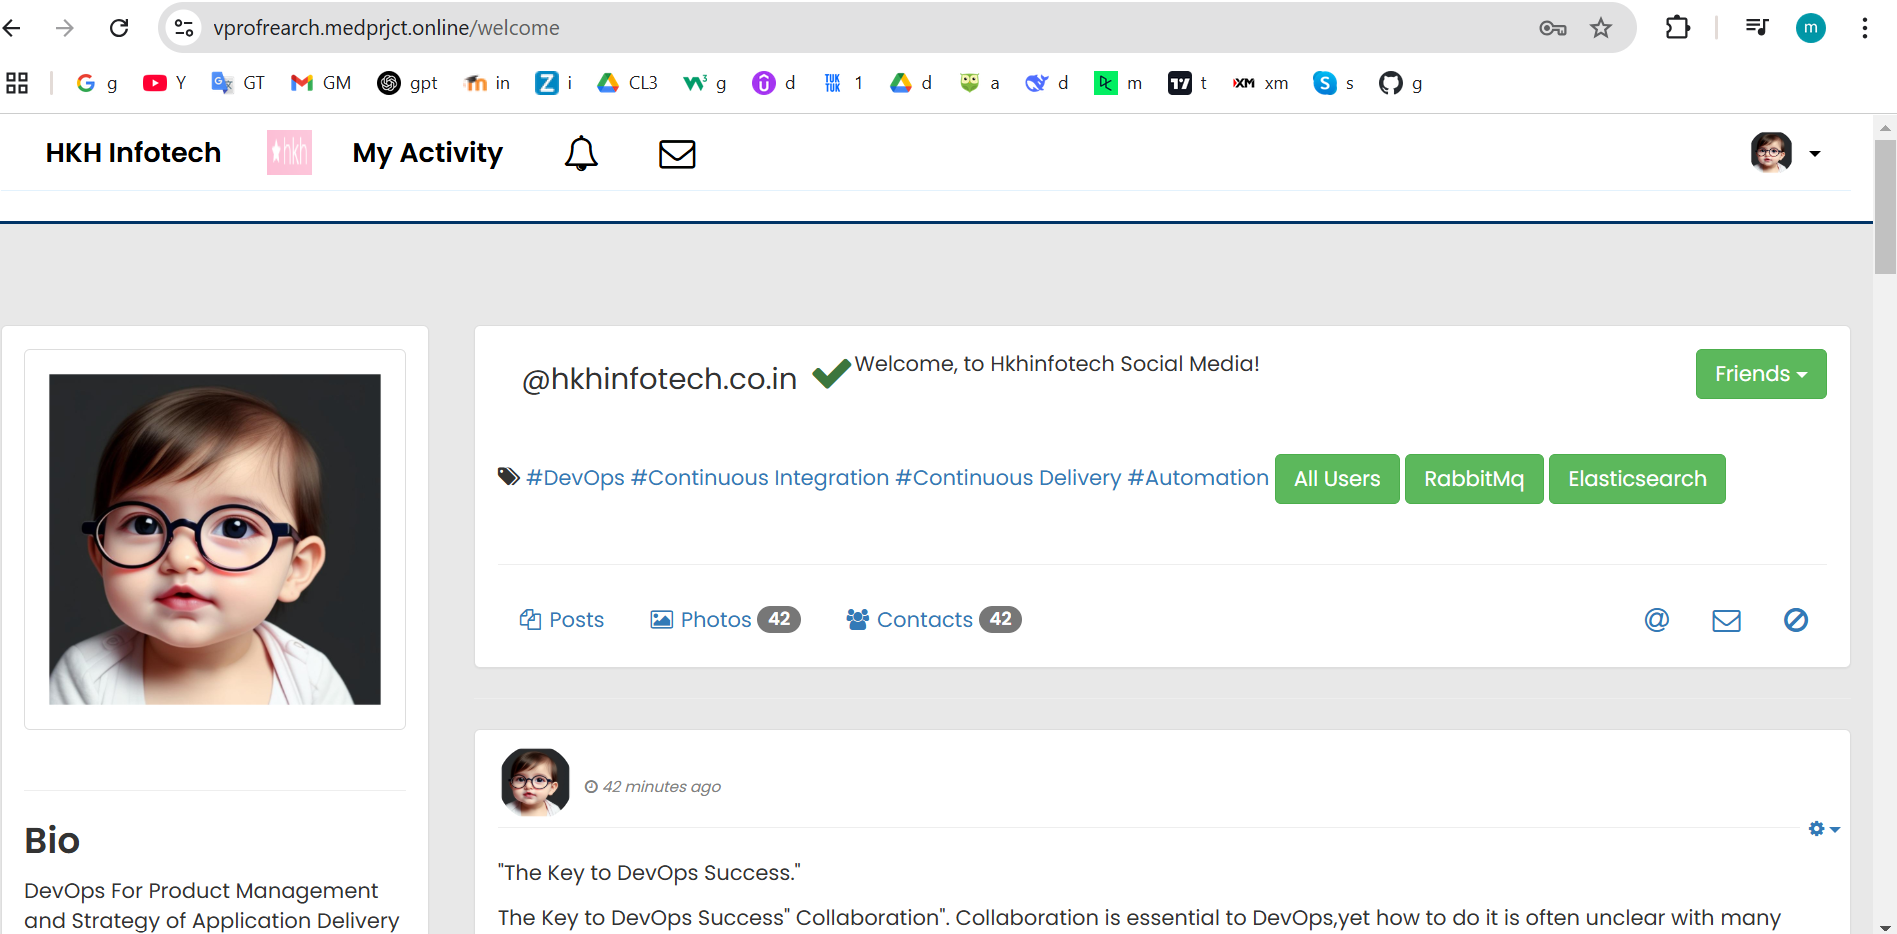 vprofrearch.medprjct.online/welcome
m
g Y GT GM gpt in i CL3 g d TUK TUK 1 d a d m t XM xm s g
HKH Infotech hkh My Activity
@hkhinfotech.co.in Welcome, to Hkhinfotech Social Media! Friends
#DevOps #Continuous Integration #Continuous Delivery #Automation All Users RabbitMq Elasticsearch
Posts Photos 42 Contacts 42 @
42 minutes ago
Bio
DevOps For Product Management
and Strategy of Application Delivery
"The Key to DevOps Success."
The Key to DevOps Success" Collaboration". Collaboration is essential to DevOps,yet how to do it is often unclear with many